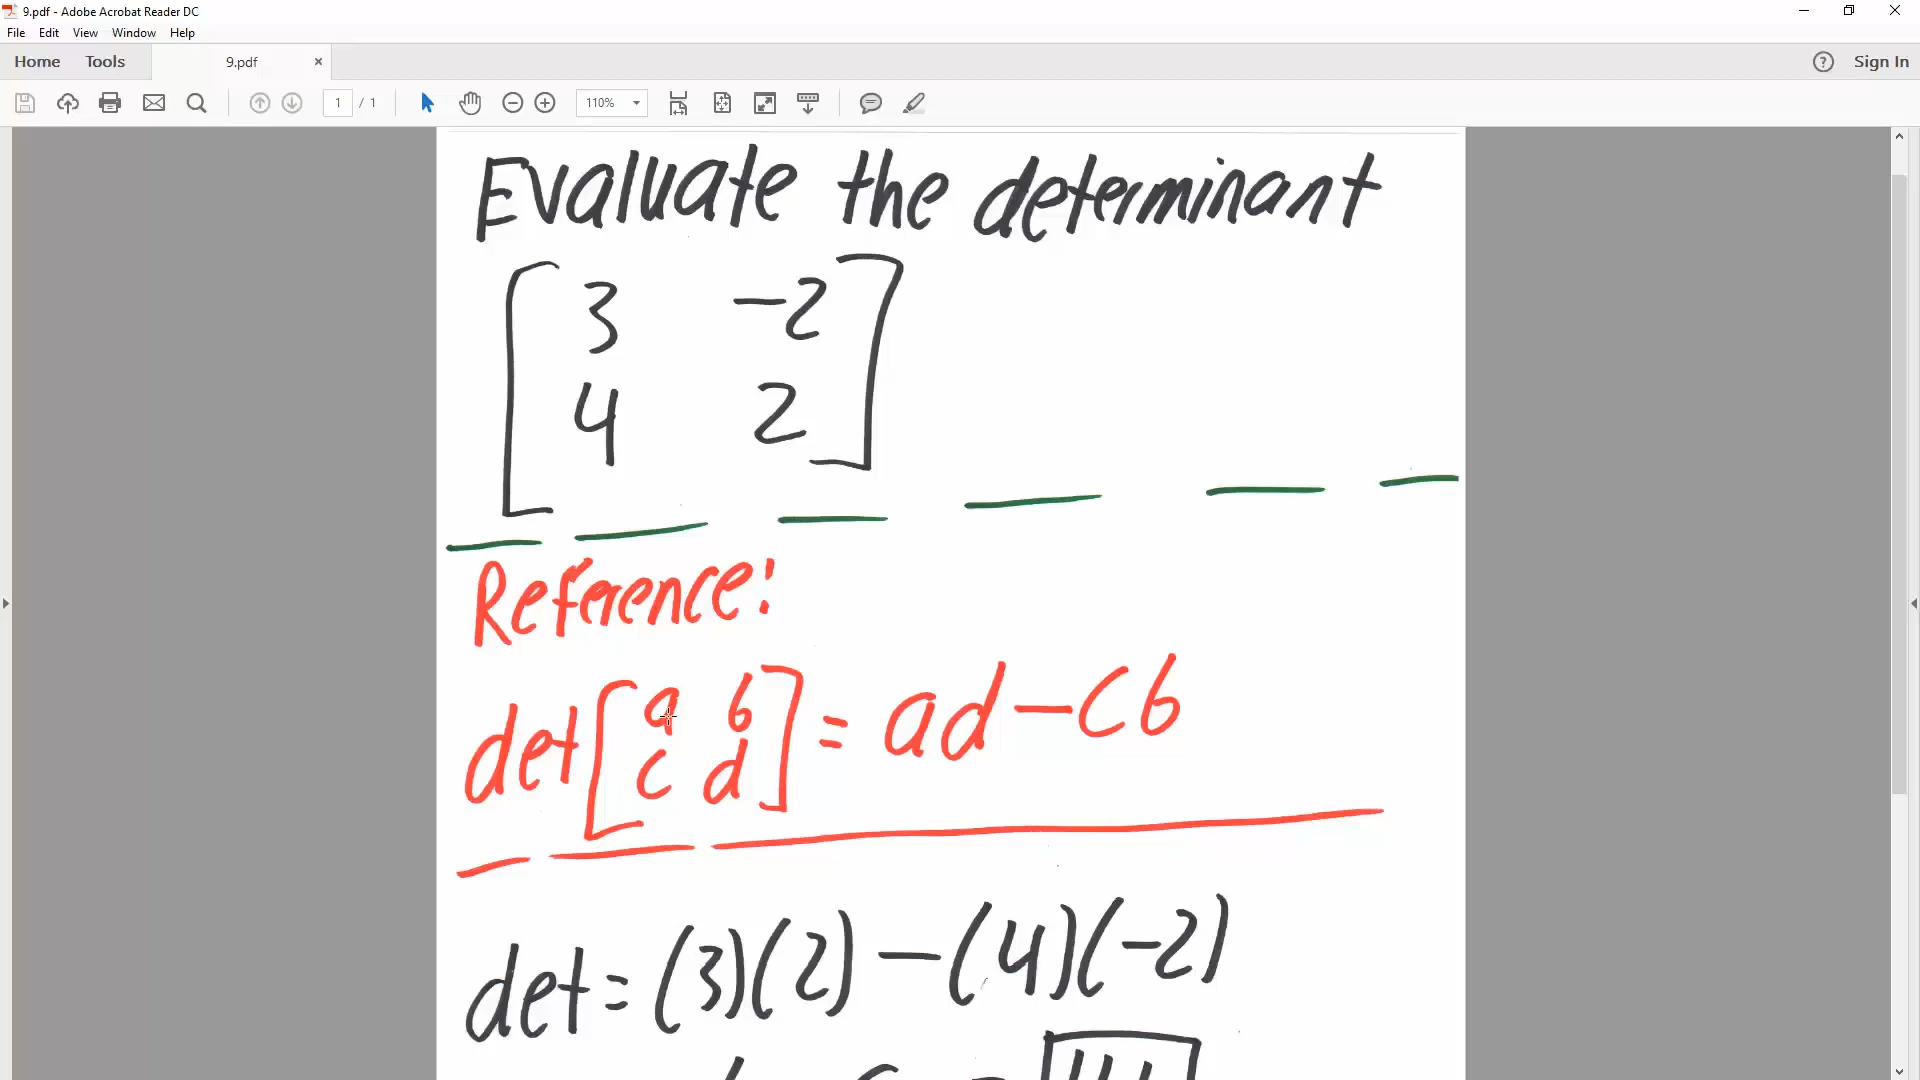 9.pdf - Adobe Acrobat Reader DC
File Edit View Window Help
Home Tools 9.pdf × ? Sign In
1 / 1 110%
Evaluate the determinant
[3 -2
4 2]
Reference:
det[a b
c d] = ad - cb
det = (3)(2) - (4)(-2)